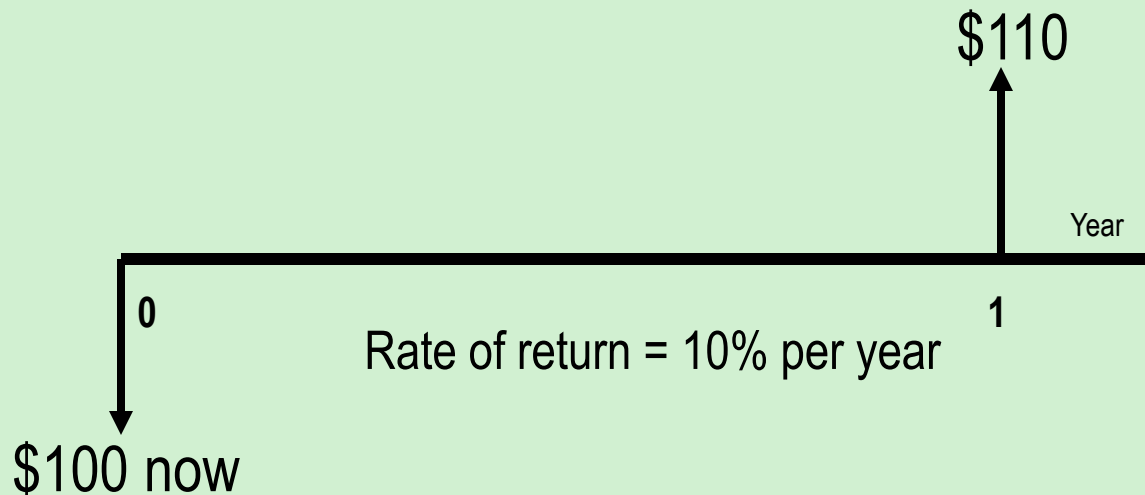 $110
Year
0
1
Rate of return = 10% per year
$100 now